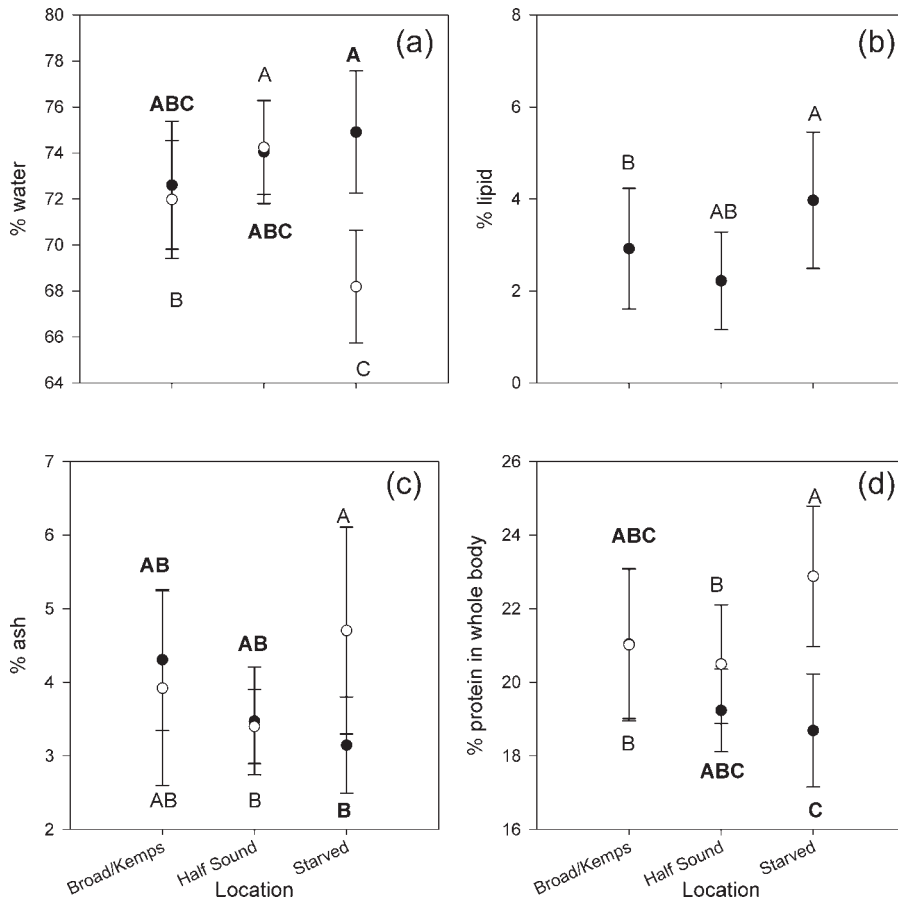 (a)
% water
80
78
76
74
72
70
68
66
64
ABC
B
A
ABC
A
C
(b)
% lipid
8
6
4
2
0
B
AB
A
(c)
% ash
7
6
5
4
3
2
AB
AB
AB
B
A
B
Broad/Kemps
Half Sound
Starved
Location
(d)
% protein in whole body
26
24
22
20
18
16
ABC
B
B
ABC
A
C
Broad/Kemps
Half Sound
Starved
Location